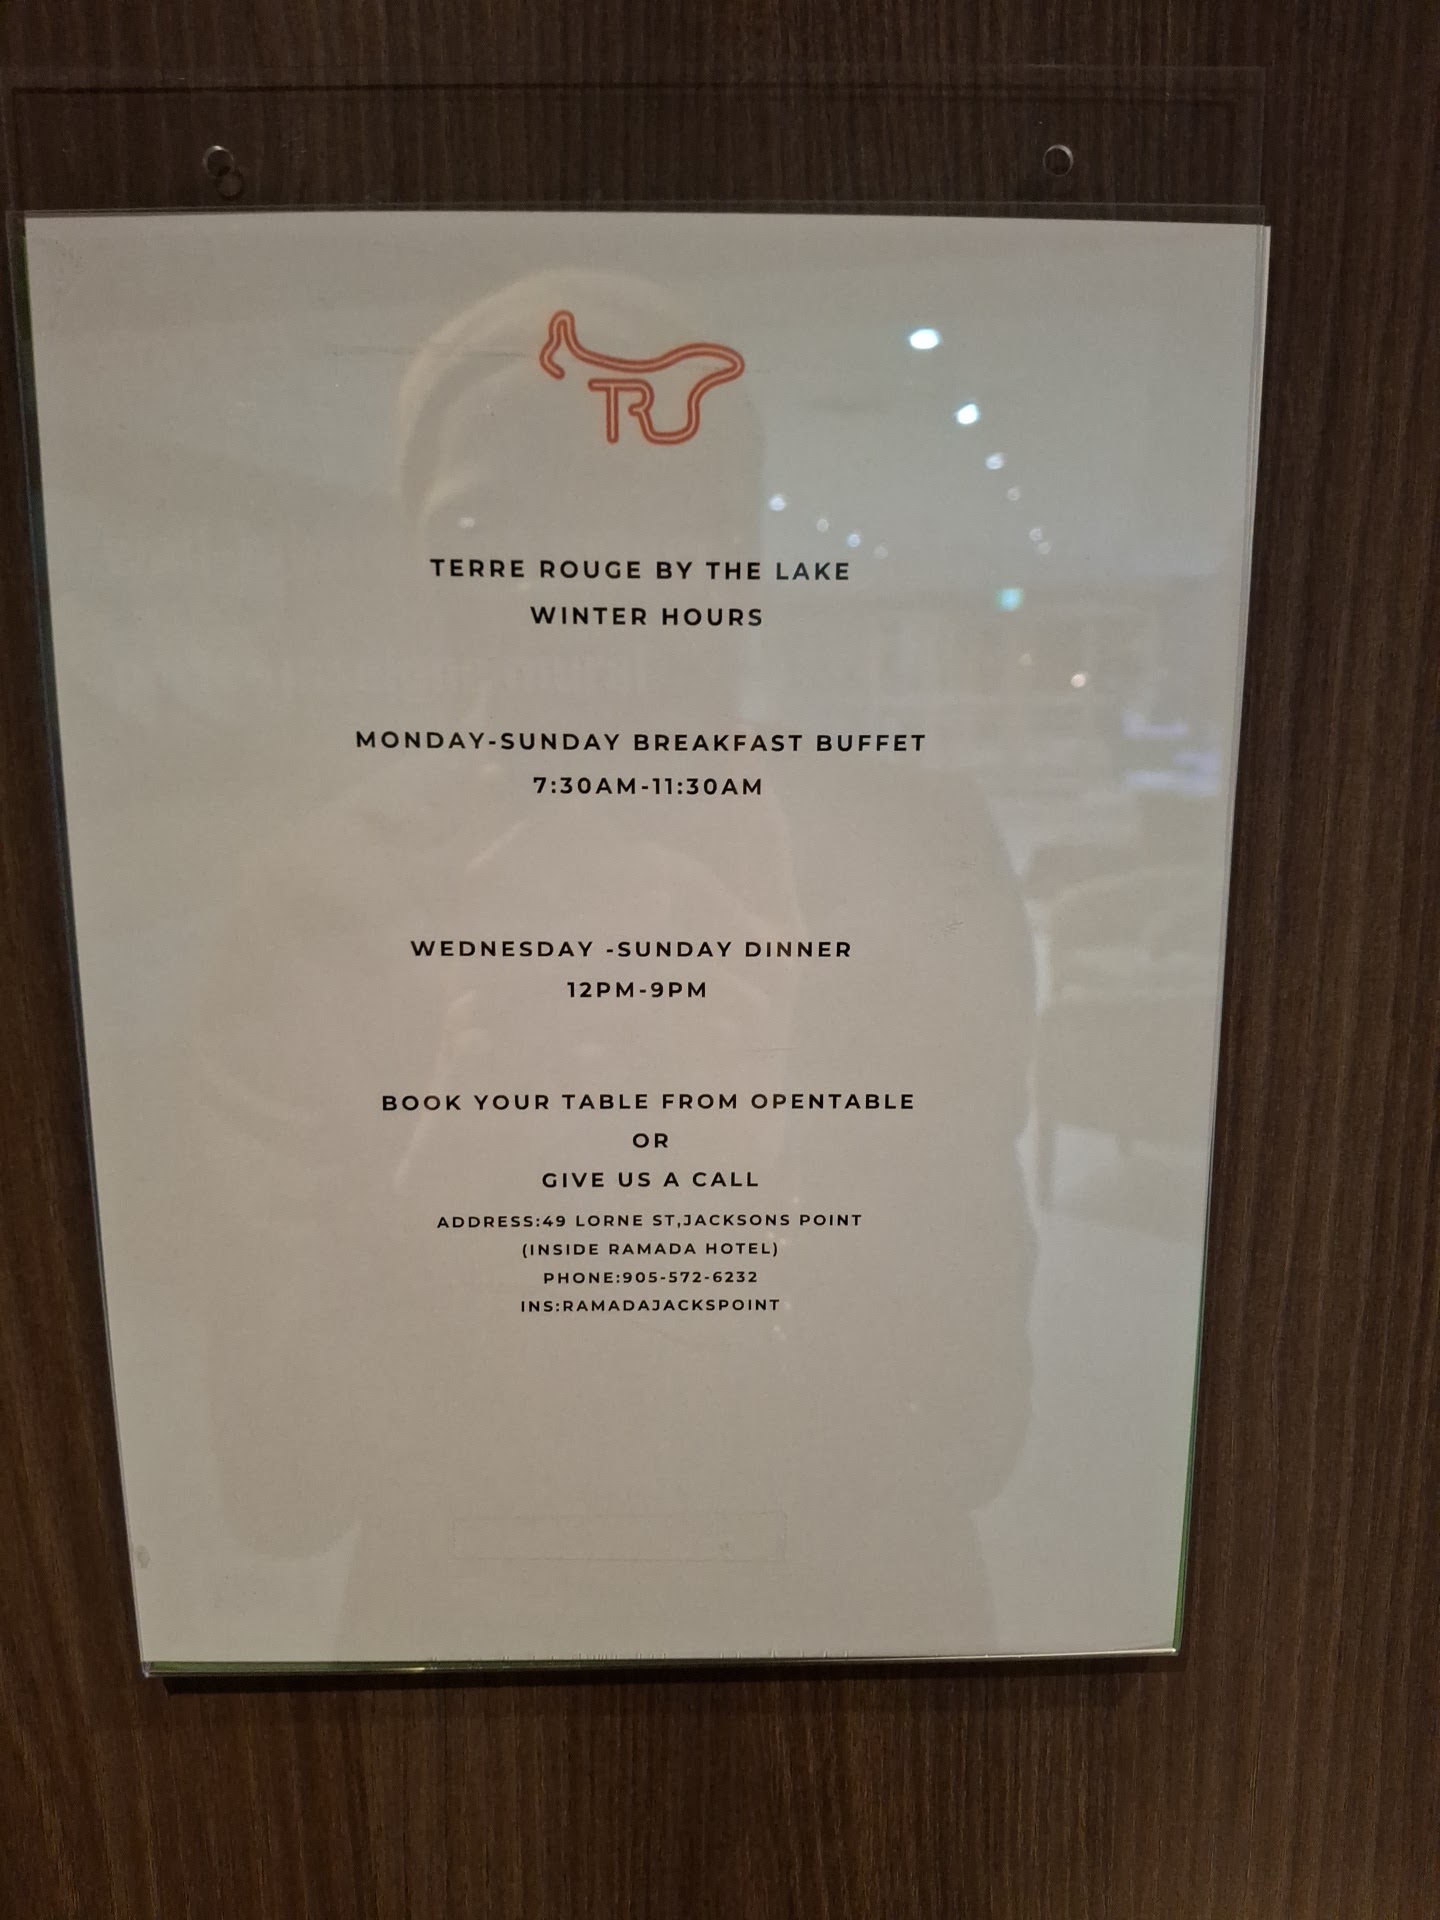 TR
TERRE ROUGE BY THE LAKE
WINTER HOURS
MONDAY-SUNDAY BREAKFAST BUFFET
7:30AM-11:30AM
WEDNESDAY -SUNDAY DINNER
12PM-9PM
BOOK YOUR TABLE FROM OPENTABLE
OR
GIVE US A CALL
ADDRESS:49 LORNE ST,JACKSONS POINT
(INSIDE RAMADA HOTEL)
PHONE:905-572-6232
INS:RAMADAJACKSPOINT